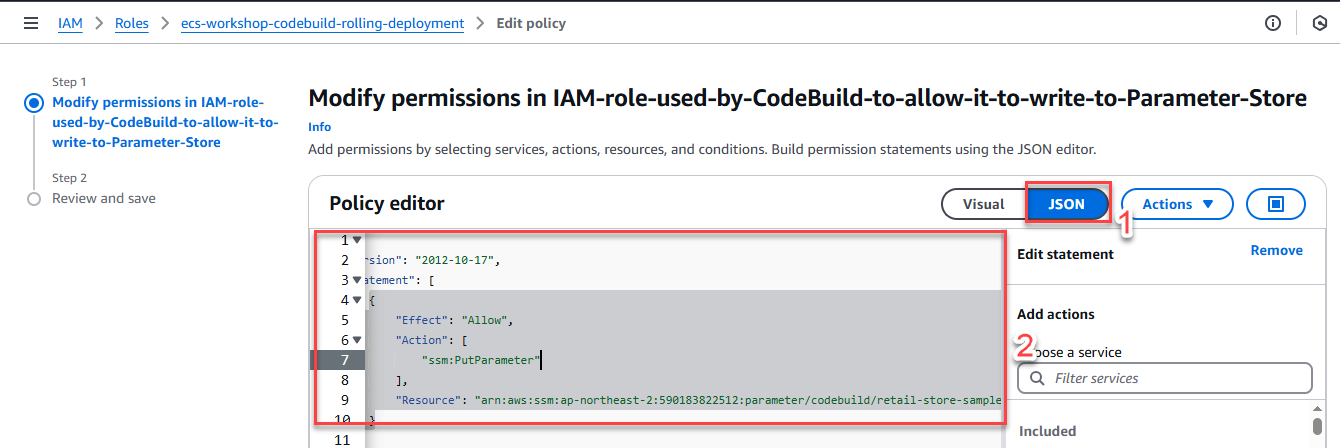 IAM > Roles > ecs-workshop-codebuild-rolling-deployment > Edit policy
Step 1
Modify permissions in IAM-role-
used-by-CodeBuild-to-allow-it-to-
write-to-Parameter-Store
Step 2
Review and save
Modify permissions in IAM-role-used-by-CodeBuild-to-allow-it-to-write-to-Parameter-Store
Info
Add permissions by selecting services, actions, resources, and conditions. Build permission statements using the JSON editor.
Policy editor
Visual
JSON
Actions
1
1
2 rsion": "2012-10-17",
3 atement": [
4 {
5 "Effect": "Allow",
6 "Action": [
7 "ssm:PutParameter"
8 ],
9 "Resource": "arn:aws:ssm:ap-northeast-2:590183822512:parameter/codebuild/retail-store-sample
10 }
11
Edit statement
Remove
Add actions
2
oose a service
Filter services
Included